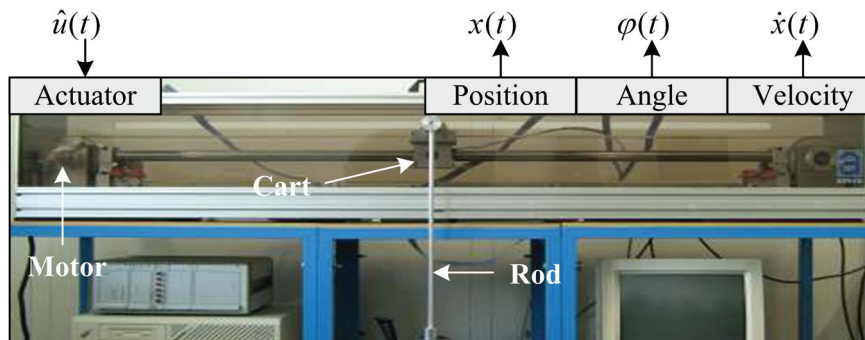 û(t) x(t) φ(t) ẋ(t)
Actuator Position Angle Velocity
Cart
Motor
Rod